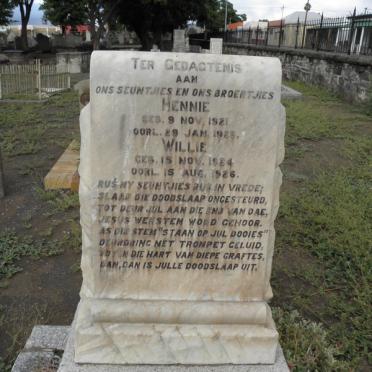 TER GEDAGTENIS
AAN
ONS SEUNTJIES EN ONS BROERTJIES
HENNIE
GEB. 9 NOV. 1921
OORL. 29 JAN. 1925.
WILLIE
GEB. 15 NOV. 1924
OORL. 15 AUG. 1926.
RUS MY SEUNTJIES RUS IN VREDE;
SLAAP DIE DOODSLAAP ONGESTEURD,
TOT DEUR JUL AAN DIE END VAN DAE,
JESUS WERSTEM WORD GEHOOR.
AS DIE STEM "STAAN OP JUL DOOIES"
DEURDRING MET TROMPET GELUID,
TOT IN DIE HART VAN DIEPE GRAFTES,
DAN, DAN IS JULLE DOODSLAAP UIT.